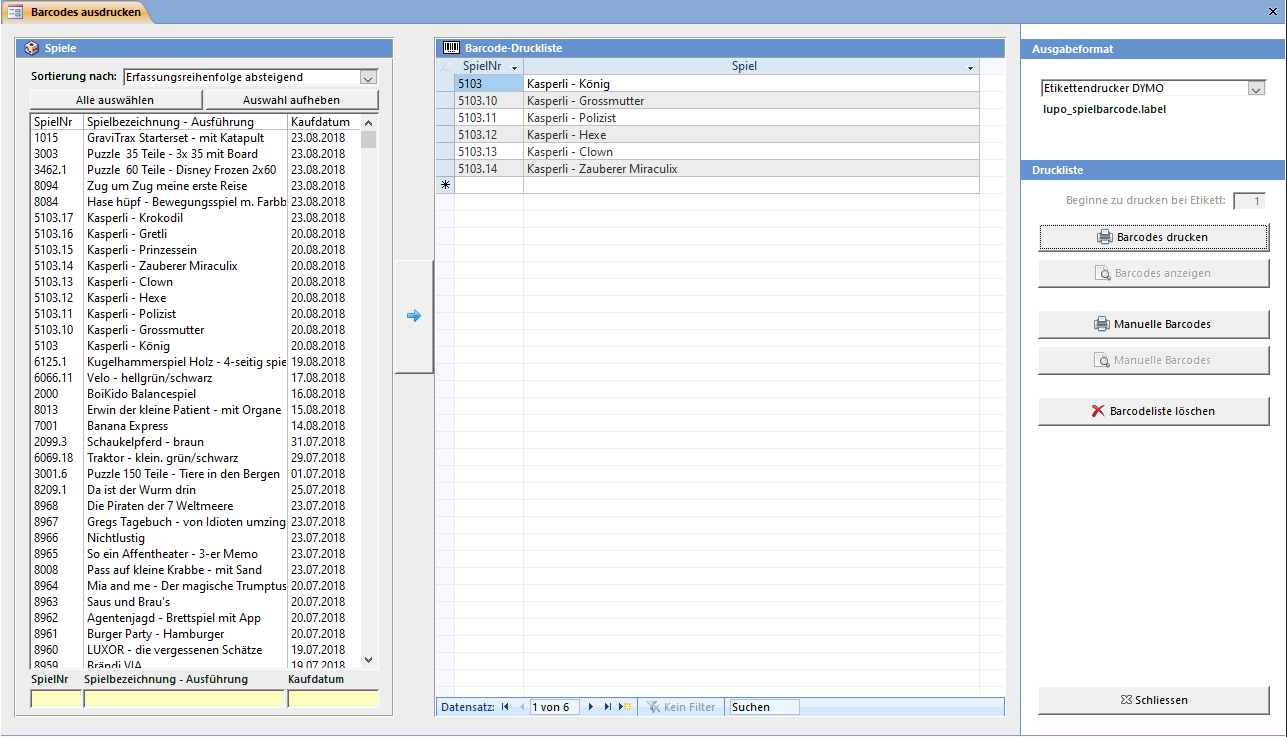 Barcodes ausdrucken
Spiele
Sortierung nach: Erfassungsreihenfolge absteigend
Alle auswählen Auswahl aufheben
SpielNr Spielbezeichnung - Ausführung Kaufdatum
1015 GraviTrax Starterset - mit Katapult 23.08.2018
3003 Puzzle 35 Teile - 3x 35 mit Board 23.08.2018
3462.1 Puzzle 60 Teile - Disney Frozen 2x60 23.08.2018
8094 Zug um Zug meine erste Reise 23.08.2018
8084 Hase hüpf - Bewegungsspiel m. Farbb 23.08.2018
5103.17 Kasperli - Krokodil 23.08.2018
5103.16 Kasperli - Gretli 20.08.2018
5103.15 Kasperli - Prinzessein 20.08.2018
5103.14 Kasperli - Zauberer Miraculix 20.08.2018
5103.13 Kasperli - Clown 20.08.2018
5103.12 Kasperli - Hexe 20.08.2018
5103.11 Kasperli - Polizist 20.08.2018
5103.10 Kasperli - Grossmutter 20.08.2018
5103 Kasperli - König 20.08.2018
6125.1 Kugelhammerspiel Holz - 4-seitig spie 19.08.2018
6066.11 Velo - hellgrün/schwarz 17.08.2018
2000 BoiKido Balancespiel 16.08.2018
8013 Erwin der kleine Patient - mit Organe 15.08.2018
7001 Banana Express 14.08.2018
2099.3 Schaukelpferd - braun 31.07.2018
6069.18 Traktor - klein. grün/schwarz 29.07.2018
3001.6 Puzzle 150 Teile - Tiere in den Bergen 01.07.2018
8209.1 Da ist der Wurm drin 25.07.2018
8968 Die Piraten der 7 Weltmeere 23.07.2018
8967 Gregs Tagebuch - von Idioten umzing 23.07.2018
8966 Nichtlustig 23.07.2018
8965 So ein Affentheater - 3-er Memo 23.07.2018
8008 Pass auf kleine Krabbe - mit Sand 23.07.2018
8964 Mia and me - Der magische Trumptus 20.07.2018
8963 Saus und Brau's 20.07.2018
8962 Agentenjagd - Brettspiel mit App 20.07.2018
8961 Burger Party - Hamburger 20.07.2018
8960 LUXOR - die vergessenen Schätze 19.07.2018
8959 Brändi VIA 19.07.2018
SpielNr Spielbezeichnung - Ausführung Kaufdatum
Barcode-Druckliste
SpielNr Spiel
5103 Kasperli - König
5103.10 Kasperli - Grossmutter
5103.11 Kasperli - Polizist
5103.12 Kasperli - Hexe
5103.13 Kasperli - Clown
5103.14 Kasperli - Zauberer Miraculix
Datensatz: 1 von 6 Kein Filter Suchen
Ausgabeformat
Etikettendrucker DYMO
lupo_spielbarcode.label
Druckliste
Beginne zu drucken bei Etikett: 1
Barcodes drucken
Barcodes anzeigen
Manuelle Barcodes
Manuelle Barcodes
Barcodeliste löschen
Schliessen